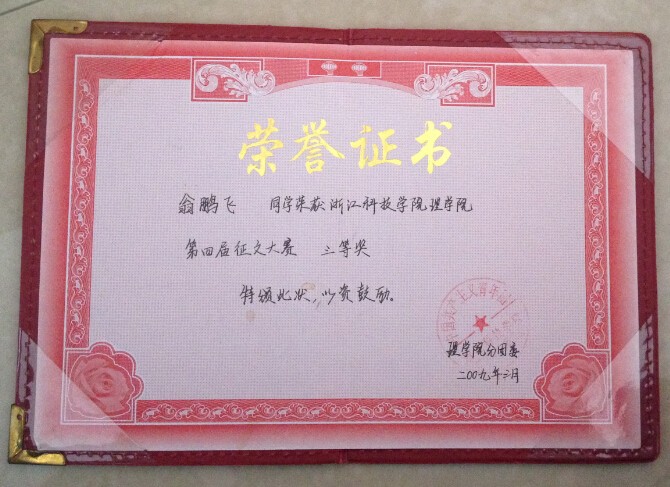 荣誉证书
翁鹏飞 同学荣获浙江科技学院理学院
第四届征文大赛 三等奖
特颁此状，以资鼓励。
理学院分团委
二〇〇九年三月